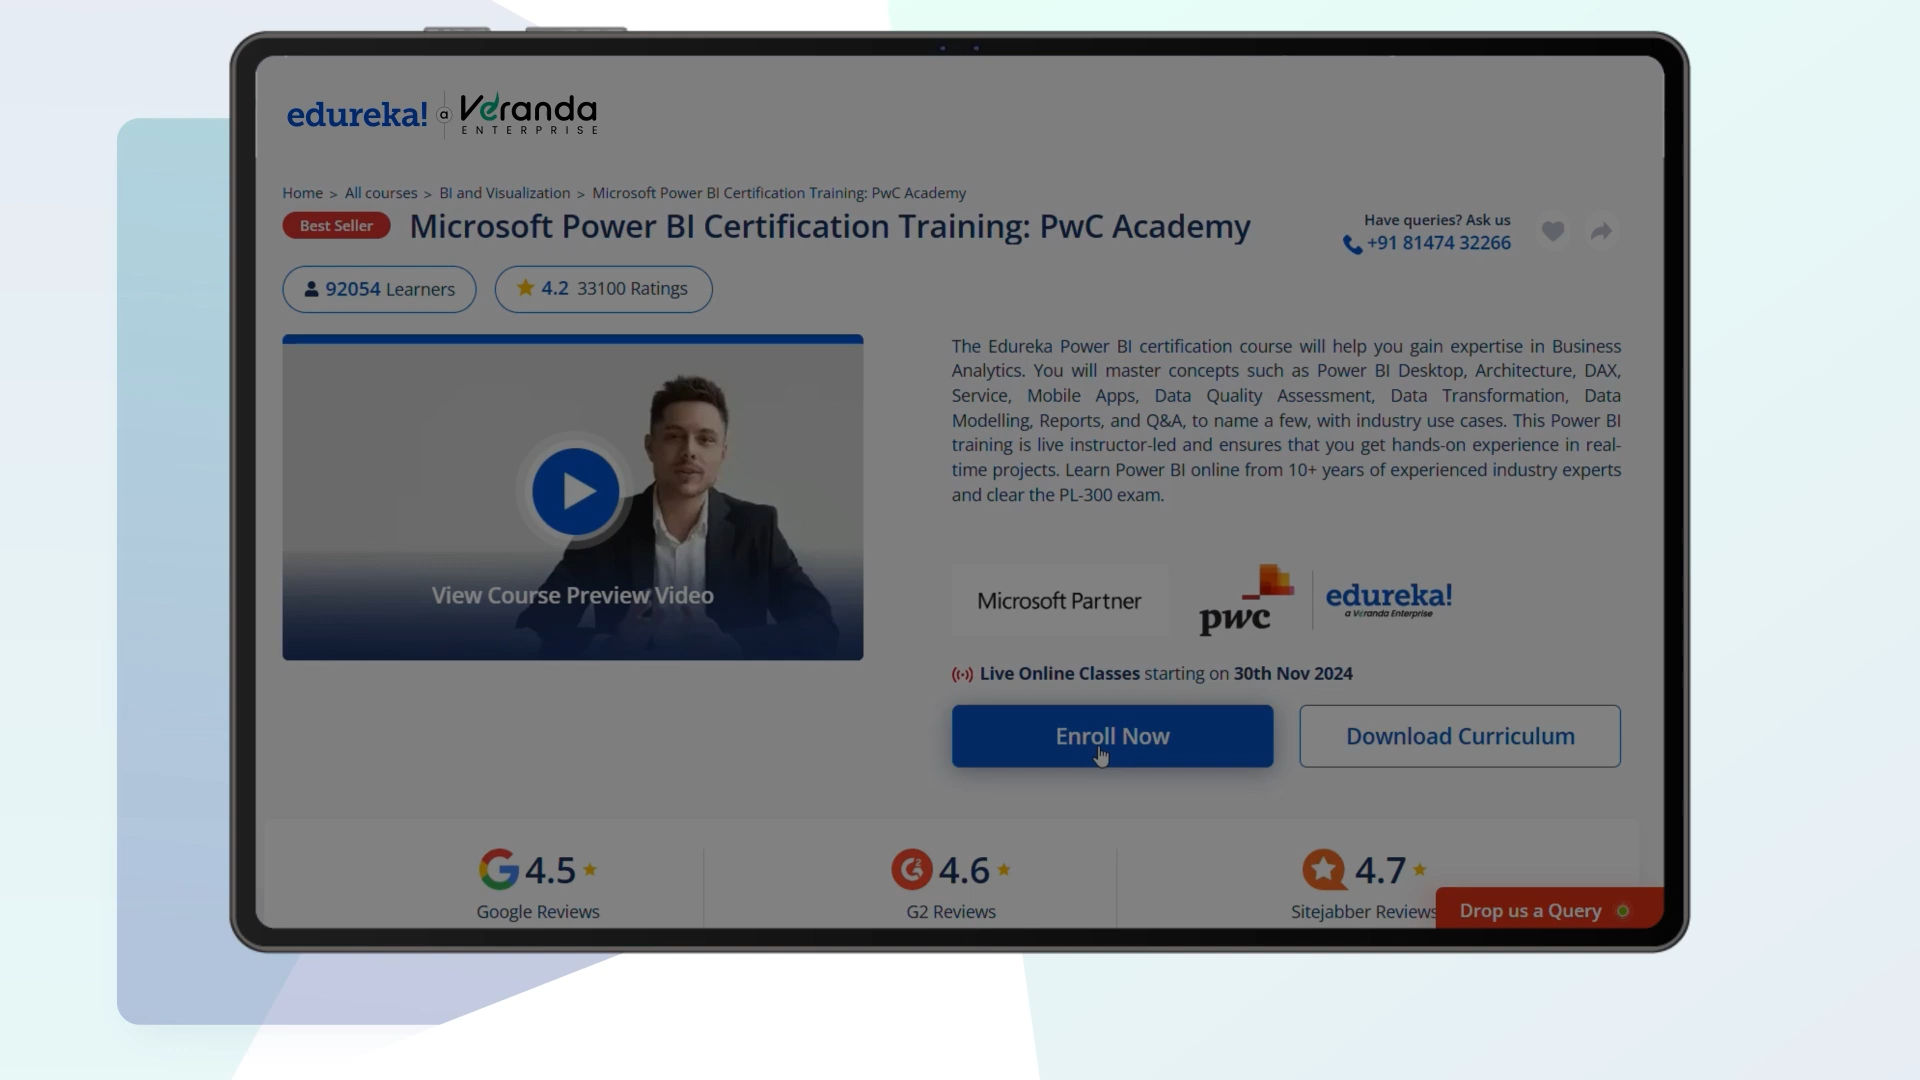 edureka! a Veranda
ENTERPRISE
Home > All courses > BI and Visualization > Microsoft Power BI Certification Training: PwC Academy
Best Seller Microsoft Power BI Certification Training: PwC Academy
Have queries? Ask us
+91 81474 32266
92054 Learners
4.2 33100 Ratings
View Course Preview Video
The Edureka Power BI certification course will help you gain expertise in Business
Analytics. You will master concepts such as Power BI Desktop, Architecture, DAX,
Service, Mobile Apps, Data Quality Assessment, Data Transformation, Data
Modelling, Reports, and Q&A, to name a few, with industry use cases. This Power BI
training is live instructor-led and ensures that you get hands-on experience in real-
time projects. Learn Power BI online from 10+ years of experienced industry experts
and clear the PL-300 exam.
Microsoft Partner
pwc
edureka!
a Veranda Enterprise
Live Online Classes starting on 30th Nov 2024
Enroll Now
Download Curriculum
4.5
Google Reviews
4.6
G2 Reviews
4.7
Sitejabber Reviews
Drop us a Query